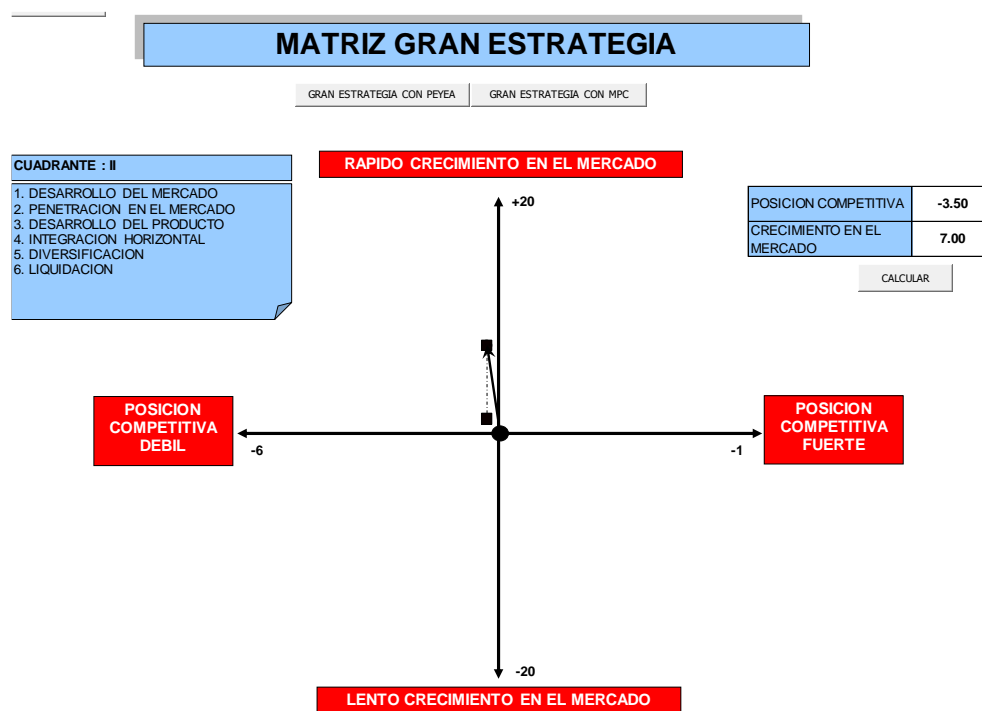 MATRIZ GRAN ESTRATEGIA
GRAN ESTRATEGIA CON PEYEA
GRAN ESTRATEGIA CON MPC
CUADRANTE : II
1. DESARROLLO DEL MERCADO
2. PENETRACION EN EL MERCADO
3. DESARROLLO DEL PRODUCTO
4. INTEGRACION HORIZONTAL
5. DIVERSIFICACION
6. LIQUIDACION
RAPIDO CRECIMIENTO EN EL MERCADO
+20
POSICION COMPETITIVA -3.50
CRECIMIENTO EN EL
MERCADO 7.00
CALCULAR
POSICION
COMPETITIVA
DEBIL
-6
-1
POSICION
COMPETITIVA
FUERTE
-20
LENTO CRECIMIENTO EN EL MERCADO